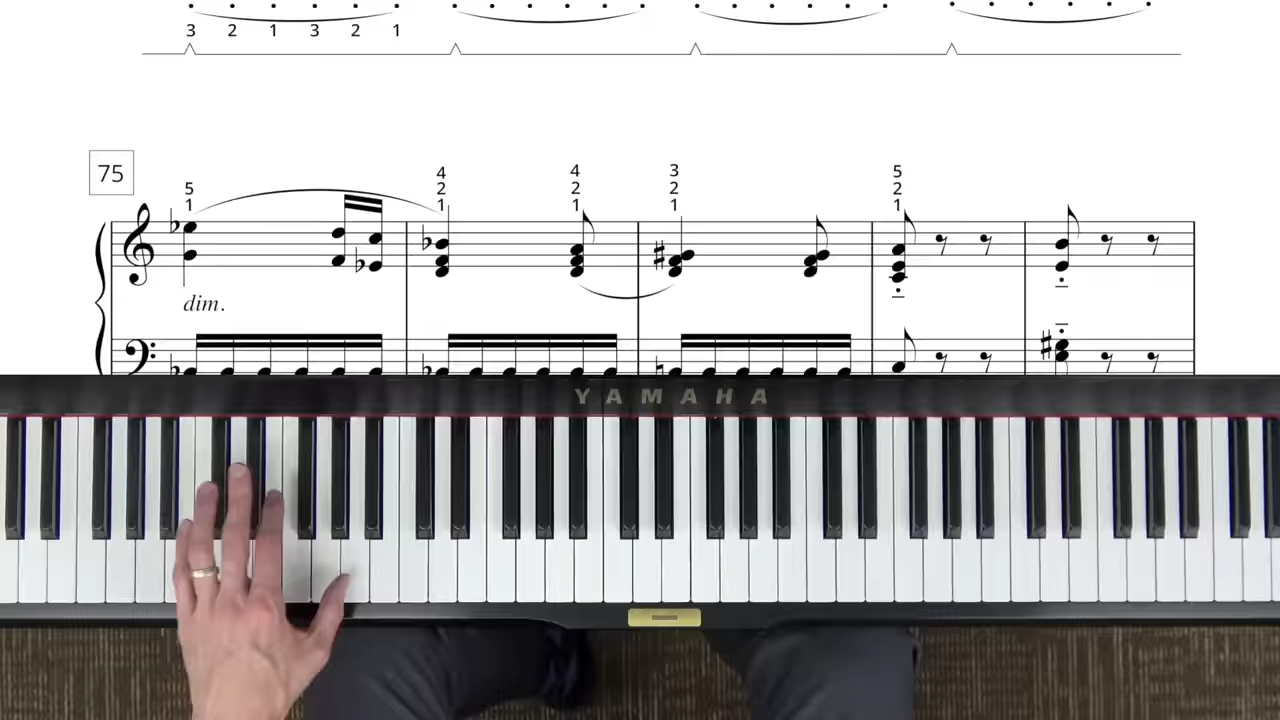 3 2 1 3 2 1
75
5 4 4 3 5
1 2 2 2 2
1 1 1 1
dim.
YAMAHA